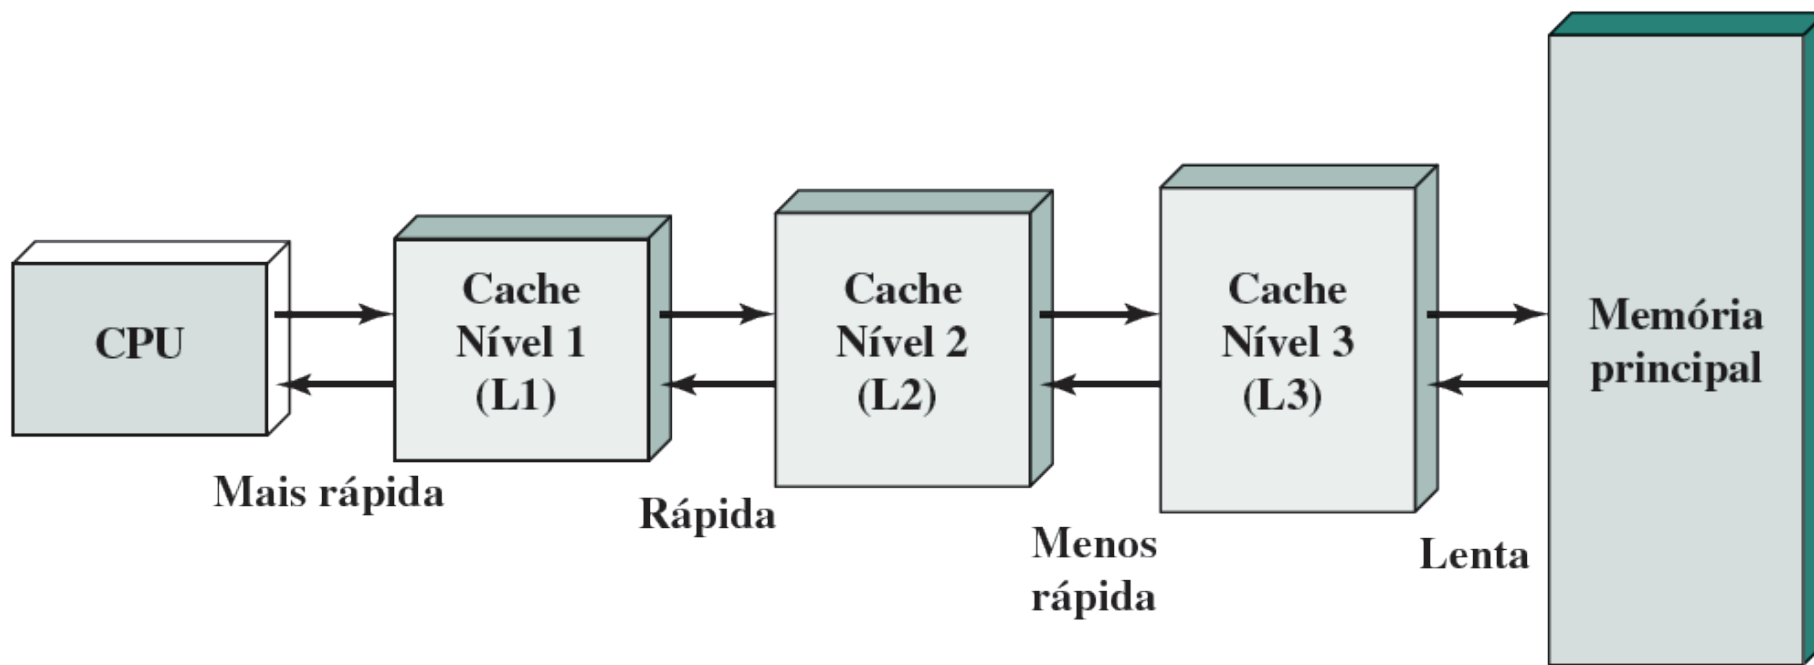 CPU
Mais rápida
Cache
Nível 1
(L1)
Rápida
Cache
Nível 2
(L2)
Menos
rápida
Cache
Nível 3
(L3)
Lenta
Memória
principal